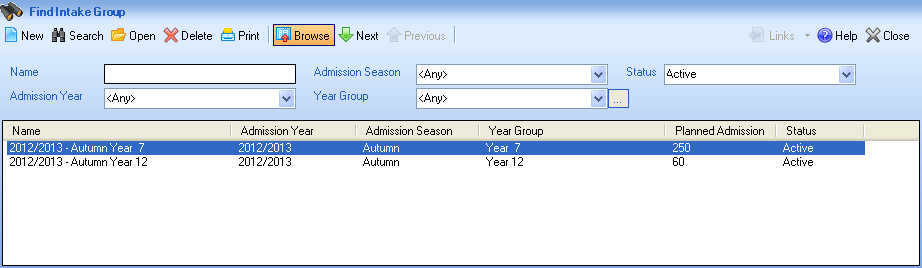 Find Intake Group
New Search Open Delete Print Browse Next Previous Links Help Close
Name Admission Season <Any> Status Active
Admission Year <Any> Year Group <Any> ...
Name Admission Year Admission Season Year Group Planned Admission Status
2012/2013 - Autumn Year 7 2012/2013 Autumn Year 7 250 Active
2012/2013 - Autumn Year 12 2012/2013 Autumn Year 12 60 Active